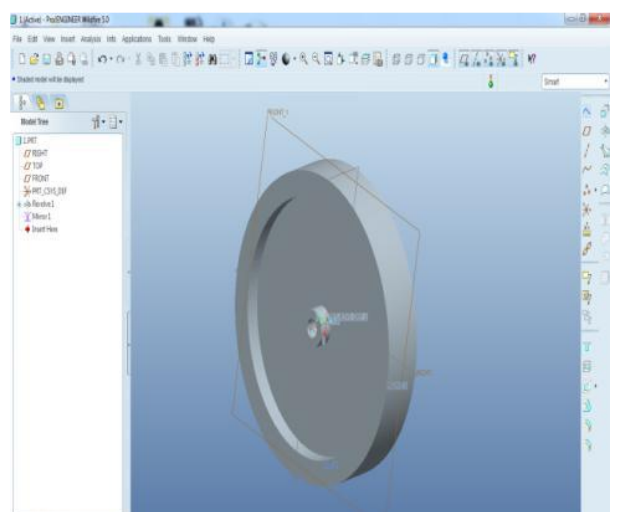 1 (Active) - Pro/ENGINEER Wildfire 5.0
File Edit View Insert Analysis Info Applications Tools Window Help
Shaded model will be displayed
Smart
Model Tree
1.PRT
RIGHT
TOP
FRONT
PRT_CSYS_DEF
Revolve 1
Mirror 1
Insert Here